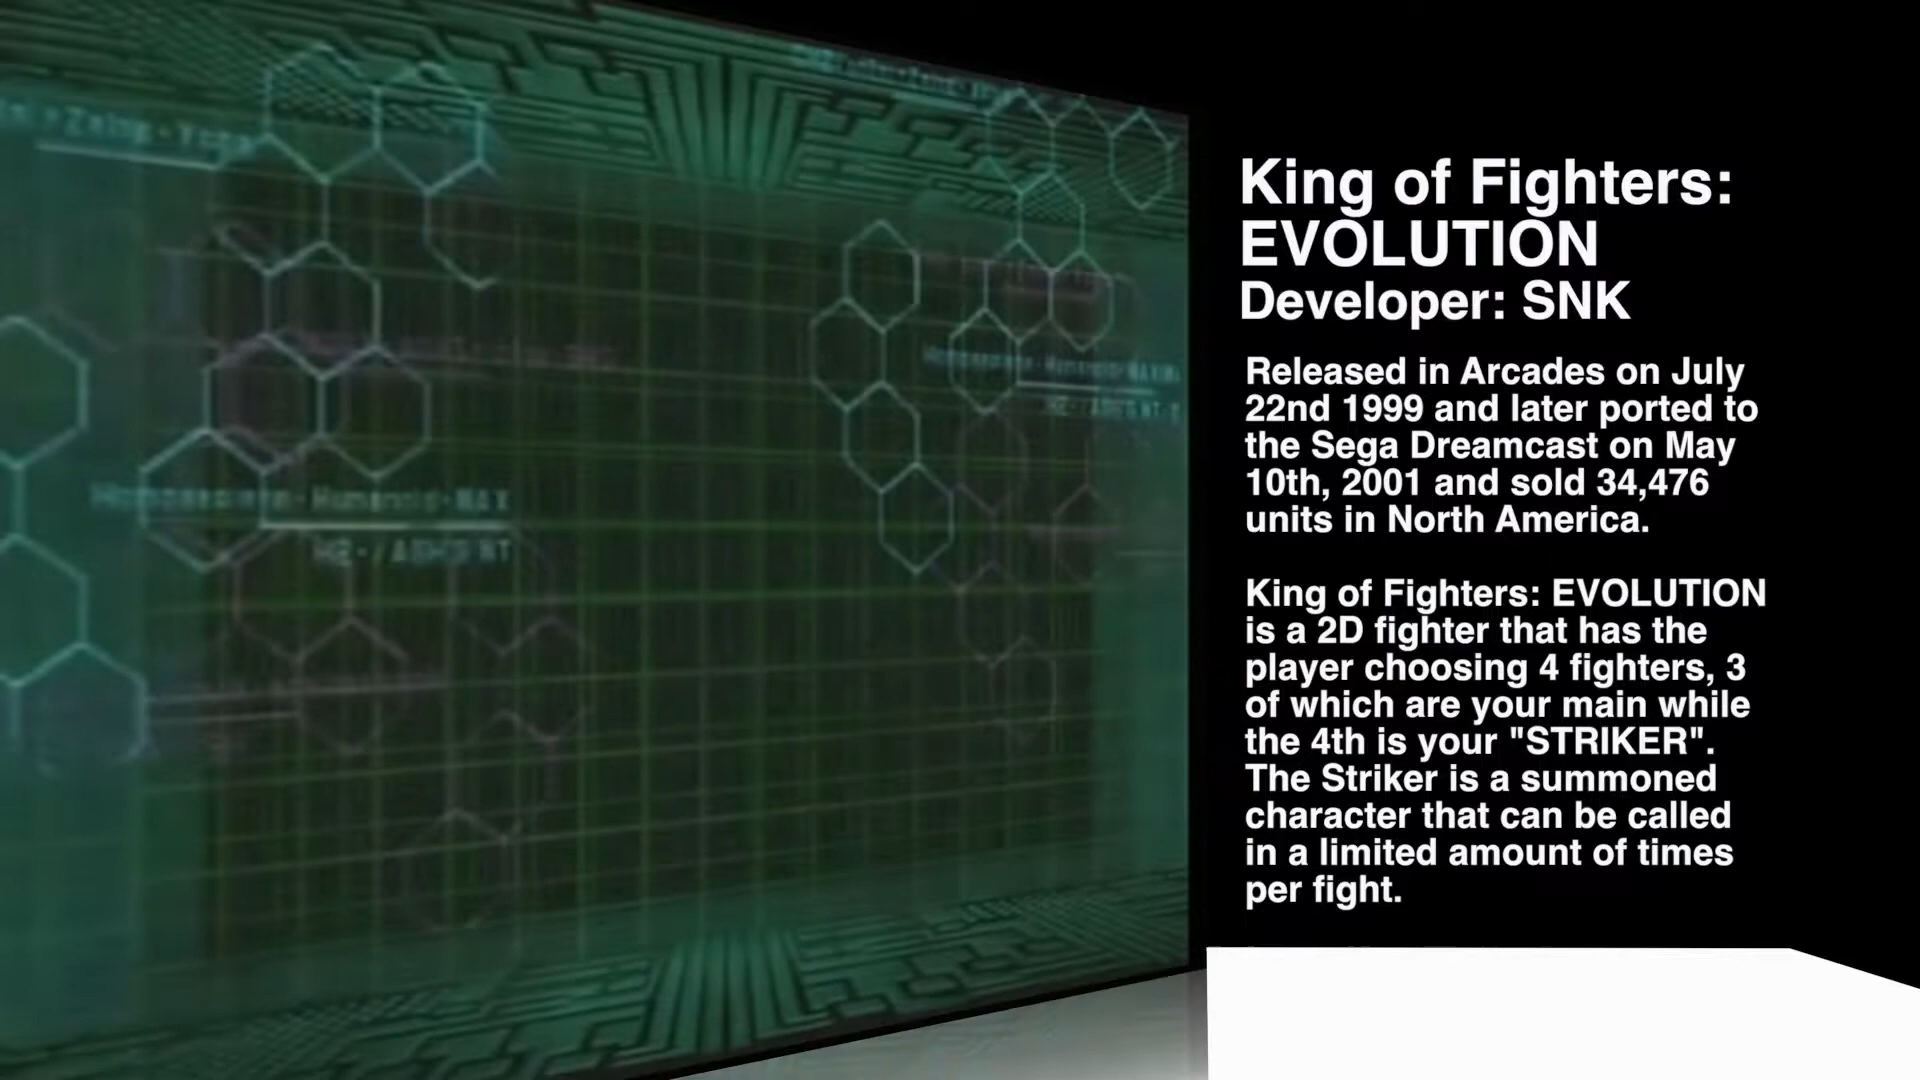 King of Fighters:
EVOLUTION
Developer: SNK
Released in Arcades on July
22nd 1999 and later ported to
the Sega Dreamcast on May
10th, 2001 and sold 34,476
units in North America.
King of Fighters: EVOLUTION
is a 2D fighter that has the
player choosing 4 fighters, 3
of which are your main while
the 4th is your "STRIKER".
The Striker is a summoned
character that can be called
in a limited amount of times
per fight.